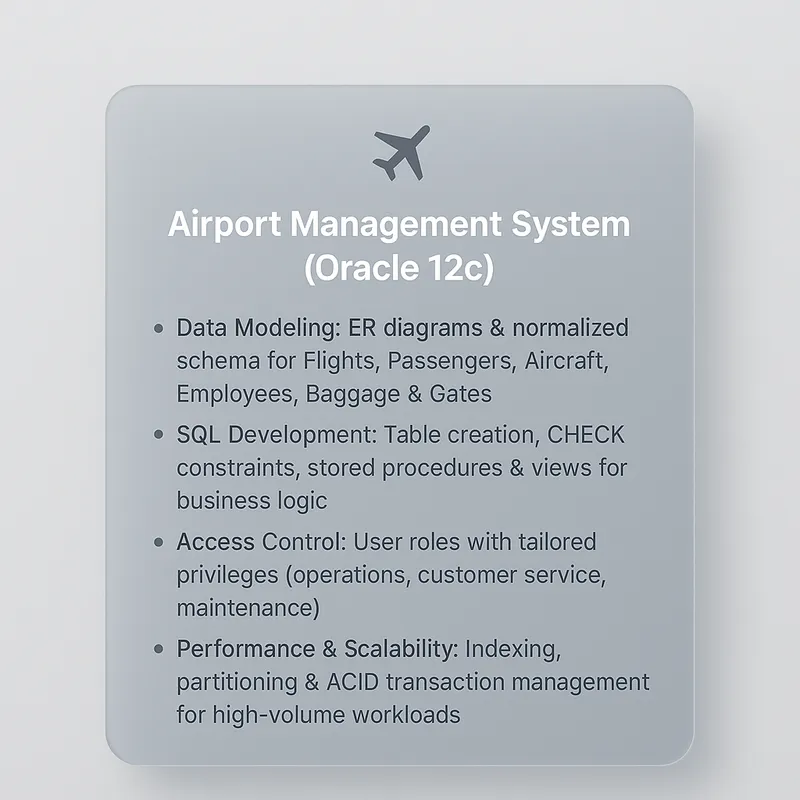 Airport Management System
(Oracle 12c)
• Data Modeling: ER diagrams & normalized
schema for Flights, Passengers, Aircraft,
Employees, Baggage & Gates
• SQL Development: Table creation, CHECK
constraints, stored procedures & views for
business logic
• Access Control: User roles with tailored
privileges (operations, customer service,
maintenance)
• Performance & Scalability: Indexing,
partitioning & ACID transaction management
for high-volume workloads